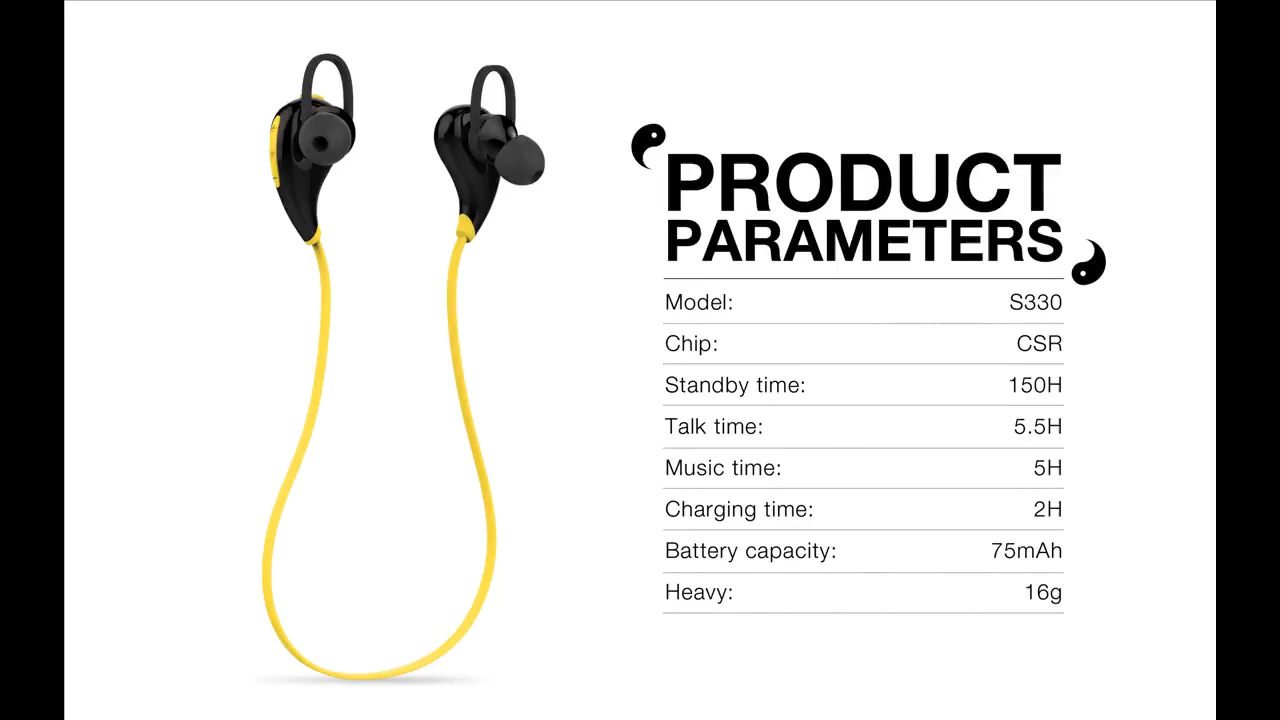 PRODUCT
PARAMETERS
Model: S330
Chip: CSR
Standby time: 150H
Talk time: 5.5H
Music time: 5H
Charging time: 2H
Battery capacity: 75mAh
Heavy: 16g